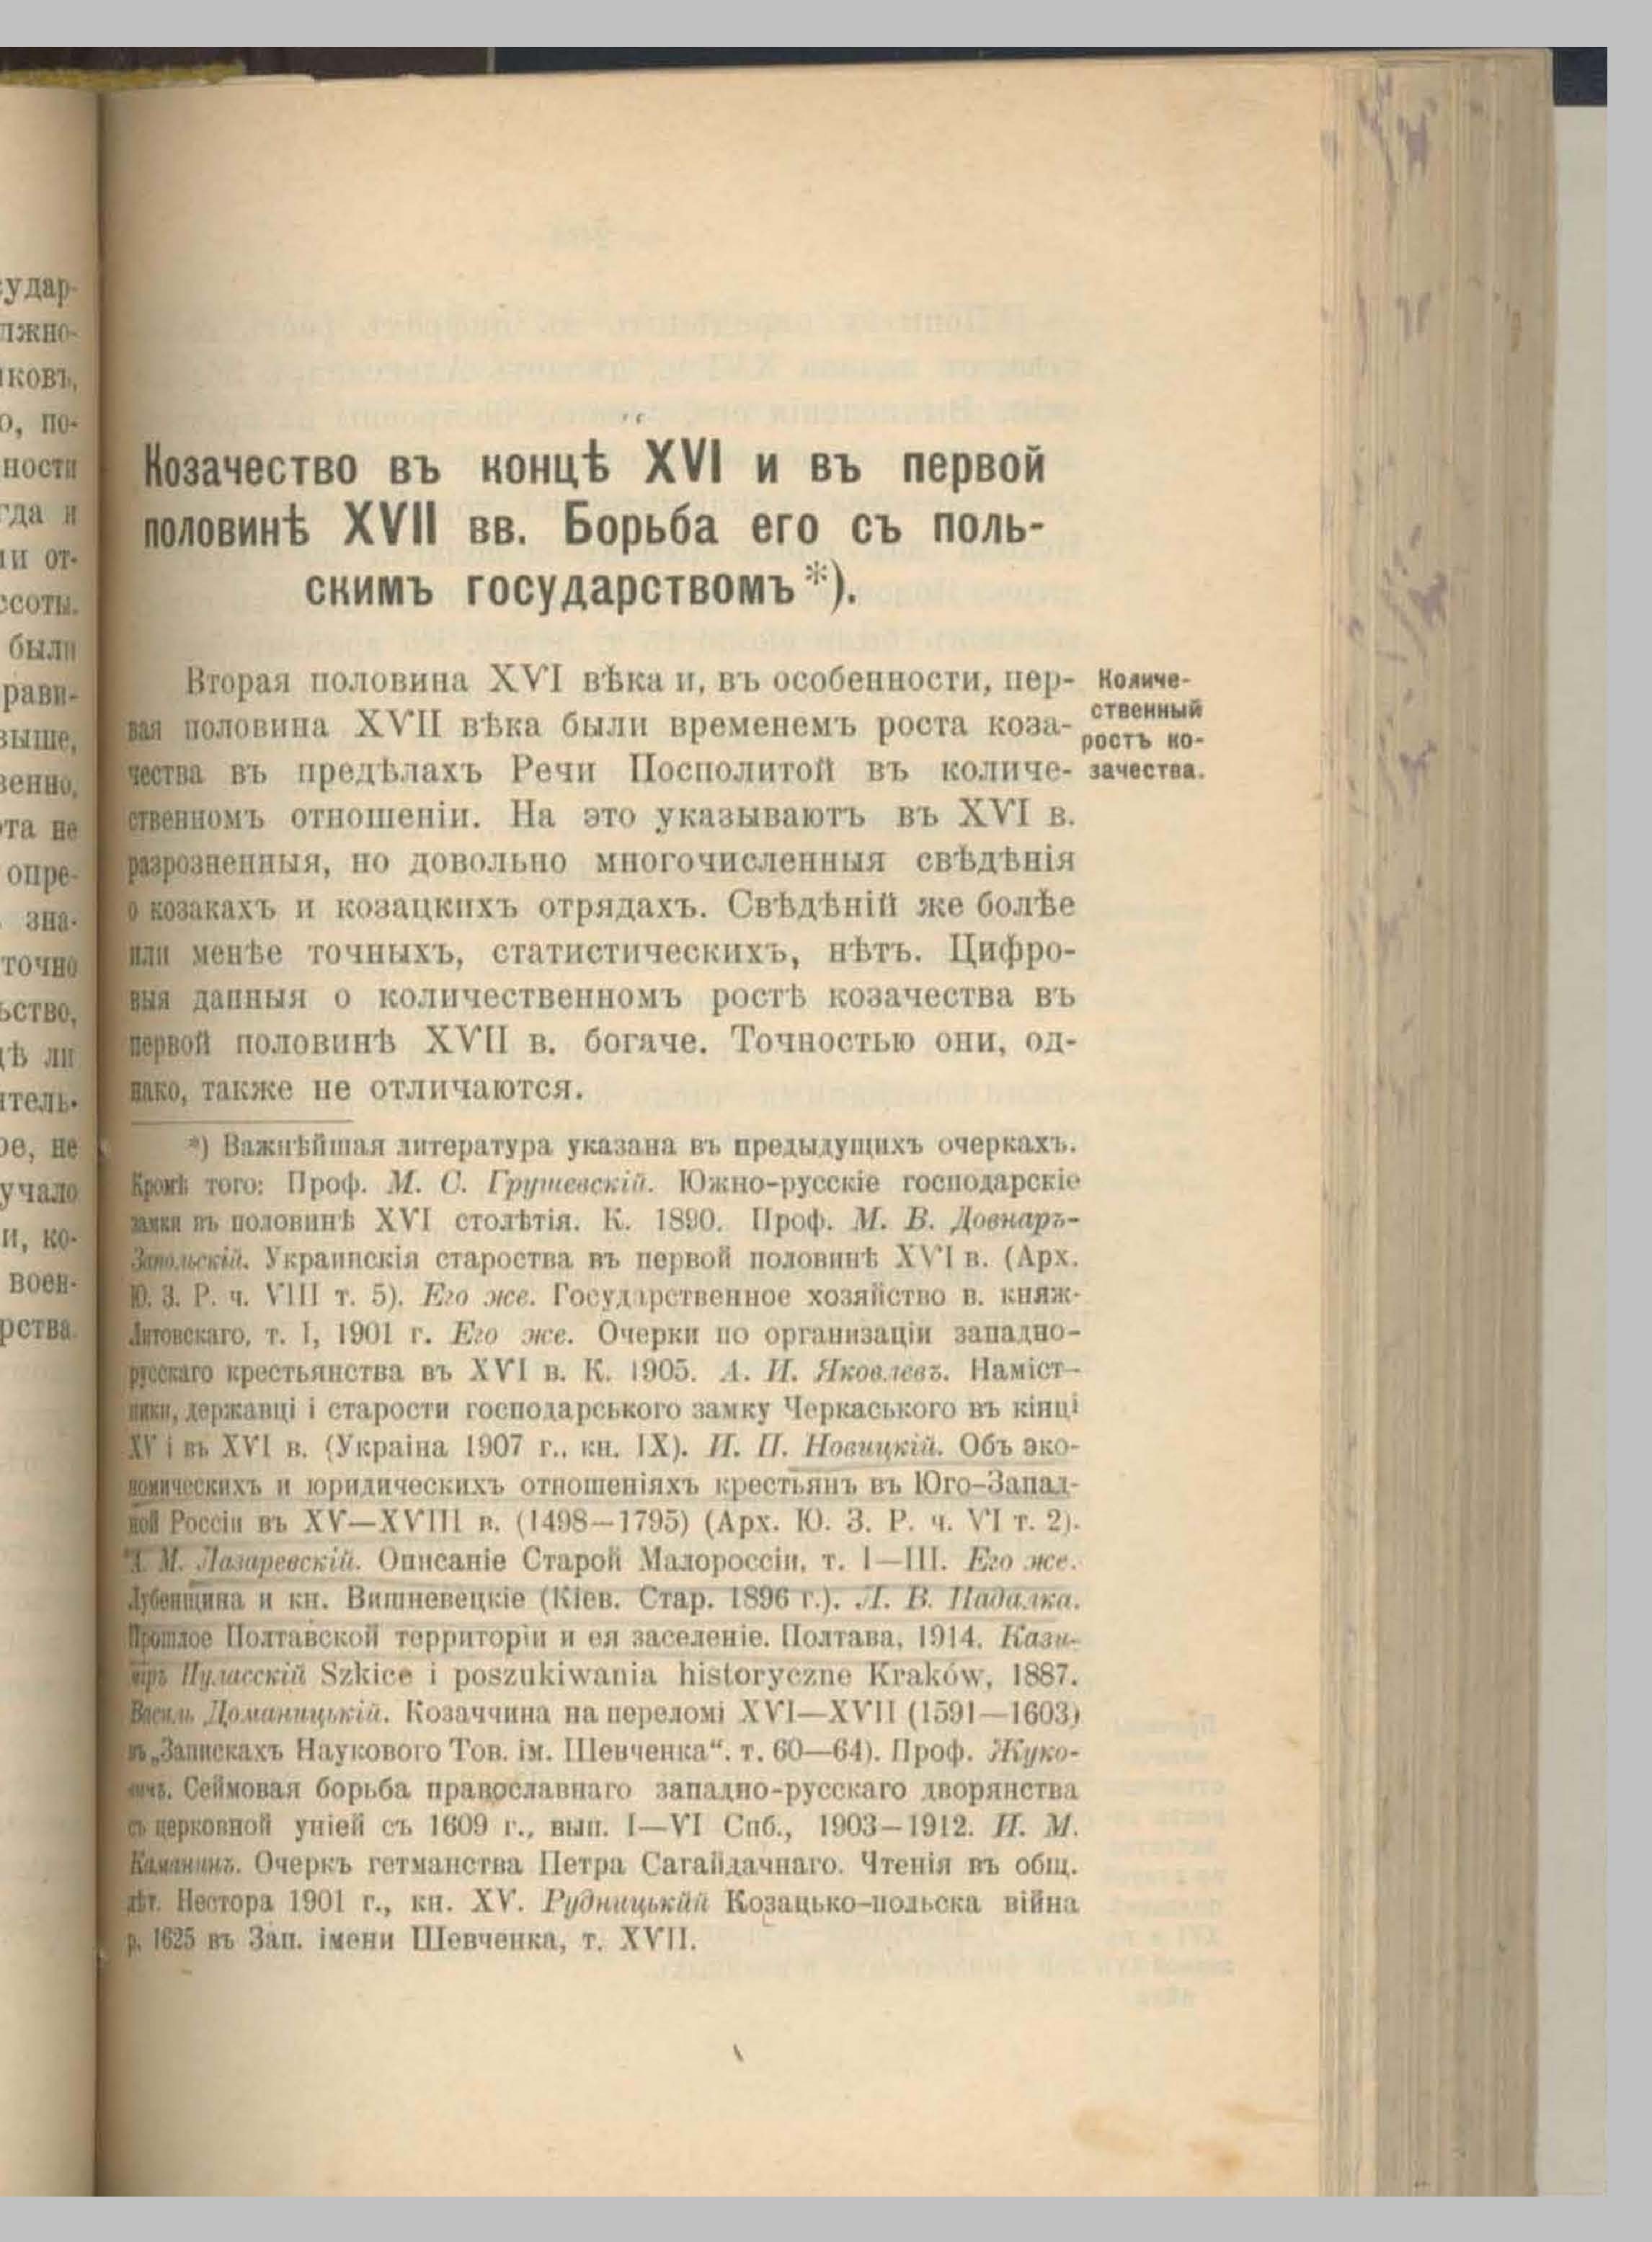 Козачество въ концѣ XVI и въ первой
половинѣ XVII вв. Борьба его съ поль-
скимъ государствомъ*).
Вторая половина XVI вѣка и, въ особенности, пер-
вая половина XVII вѣка были временемъ роста коза-
чества въ предѣлахъ Речи Посполитой въ количе-
ственномъ отношеніи. На это указываютъ въ XVI в.
разрозненныя, но довольно многочисленныя свѣдѣнія
о козакахъ и козацкихъ отрядахъ. Свѣдѣній же болѣе
или менѣе точныхъ, статистическихъ, нѣтъ. Цифро-
выя данныя о количественномъ ростѣ козачества въ
первой половинѣ XVII в. богаче. Точностью они, од-
нако, также не отличаются.
Количе-
ственный
ростъ ко-
зачества.
*) Важнѣйшая литература указана въ предыдущихъ очеркахъ.
Кромѣ того: Проф. М. С. Грушевскій. Южно-русскіе господарскіе
замки въ половинѣ XVI столѣтія. К. 1890. Проф. М. В. Довнаръ-
Запольскій. Украинскія староства въ первой половинѣ XVI в. (Арх.
Ю. З. Р. ч. VIII т. 5). Его же. Государственное хозяйство в. княж-
Литовскаго, т. I, 1901 г. Его же. Очерки по организаціи западно-
русскаго крестьянства въ XVI в. К. 1905. А. И. Яковлевъ. Наміст-
ники, державці і старости господарського замку Черкаського въ кінці
XV і въ XVI в. (Украіна 1907 г., кн. IX). И. П. Новицкій. Объ эко-
номическихъ и юридическихъ отношеніяхъ крестьянъ въ Юго-Запад-
ной Россіи въ XV—XVIII в. (1498—1795) (Арх. Ю. З. Р. ч. VI т. 2).
А. М. Лазаревскій. Описаніе Старой Малороссіи, т. I—III. Его же.
Лубенщина и кн. Вишневецкіе (Кіев. Стар. 1896 г.). Л. В. Падалка.
Прошлое Полтавской территоріи и ея заселеніе. Полтава, 1914. Кази-
міръ Пуласскій Szkice i poszukiwania historyczne Kraków, 1887.
Василь Доманицькій. Козаччина на переломі XVI—XVII (1591—1603)
въ „Запискахъ Наукового Тов. ім. Шевченка“. т. 60—64). Проф. Жуко-
вичъ. Сеймовая борьба православнаго западно-русскаго дворянства
съ церковной уніей съ 1609 г., вып. I—VI Спб., 1903—1912. И. М.
Каманинъ. Очеркъ гетманства Петра Сагайдачнаго. Чтенія въ общ.
лѣт. Нестора 1901 г., кн. XV. Рудницькій Козацько-польска війна
р. 1625 въ Зап. імени Шевченка, т. XVII.